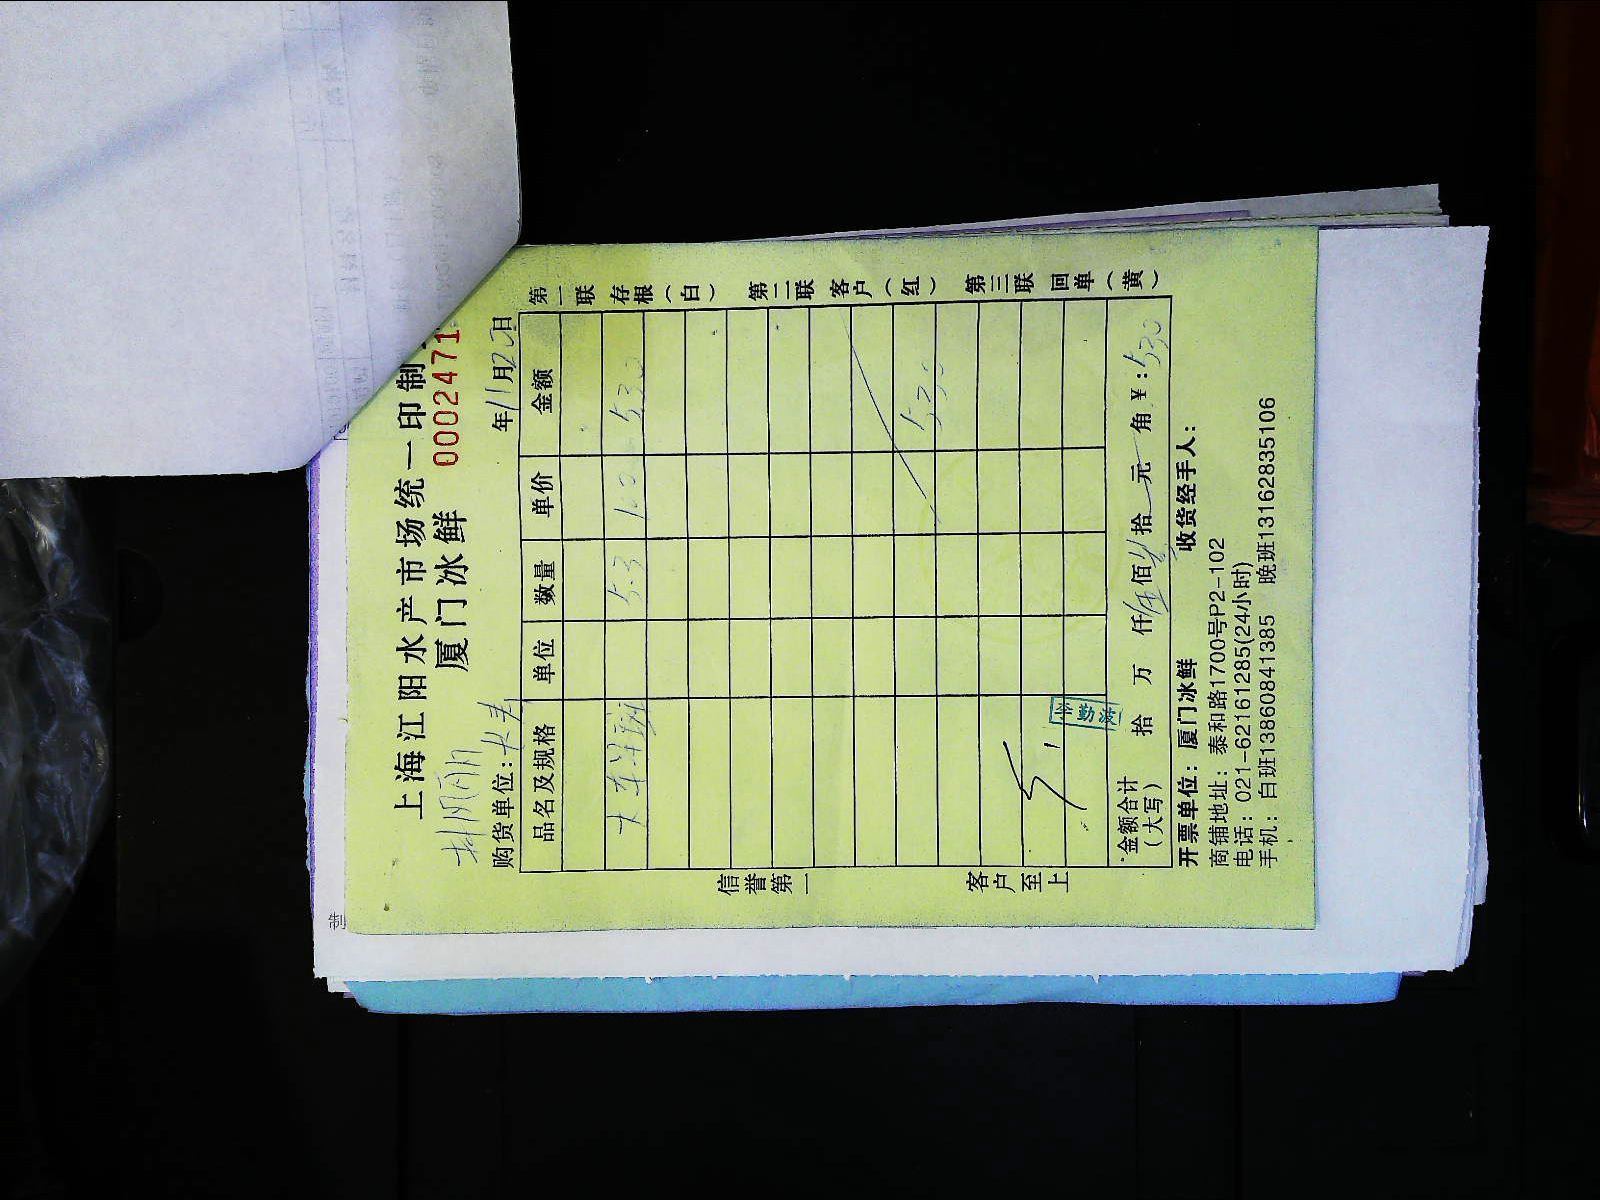 上海江阳水产市场统一印制
厦门冰鲜 0002471
购货单位： 年11月20日
品名及规格 单位 数量 单价 金额
5.3 100 530
530
金额合计（大写） 拾 万 仟伍佰 拾 元 角 ￥：530
李勤波
开票单位：厦门冰鲜 收货经手人：
商铺地址：泰和路1700号P2-102
电话：021-62161285(24小时)
手机：白班13860841385 晚班13162835106
第一联 存根（白） 第二联 客户（红） 第三联 回单（黄）
信誉第一 客户至上
制